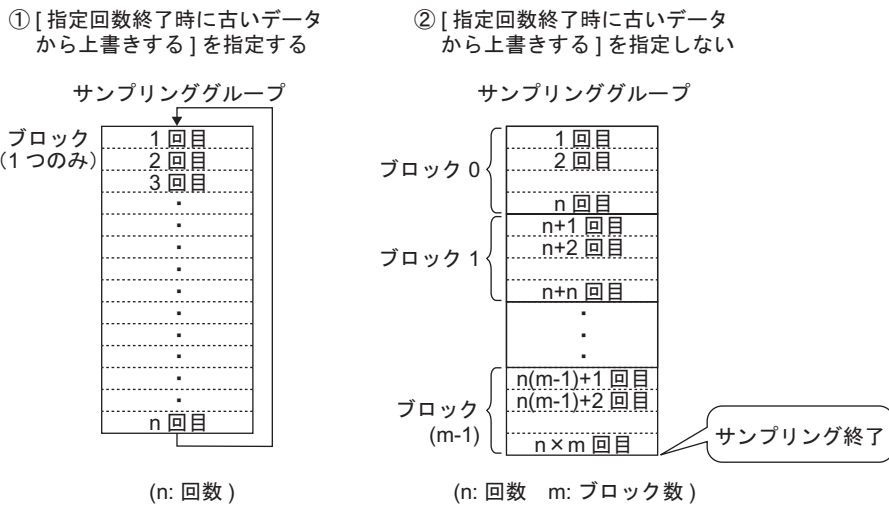 ① [ 指定回数終了時に古いデータ
から上書きする ] を指定する
サンプリンググループ
ブロック
(1 つのみ)
1 回目
2 回目
3 回目
・
・
・
・
・
・
・
・
・
・
n 回目
(n: 回数 )
② [ 指定回数終了時に古いデータ
から上書きする ] を指定しない
サンプリンググループ
ブロック 0
1 回目
2 回目
n 回目
ブロック 1
n+1 回目
n+2 回目
n+n 回目
・
・
・
ブロック
(m-1)
n(m-1)+1 回目
n(m-1)+2 回目
n×m 回目
サンプリング終了
(n: 回数　m: ブロック数 )